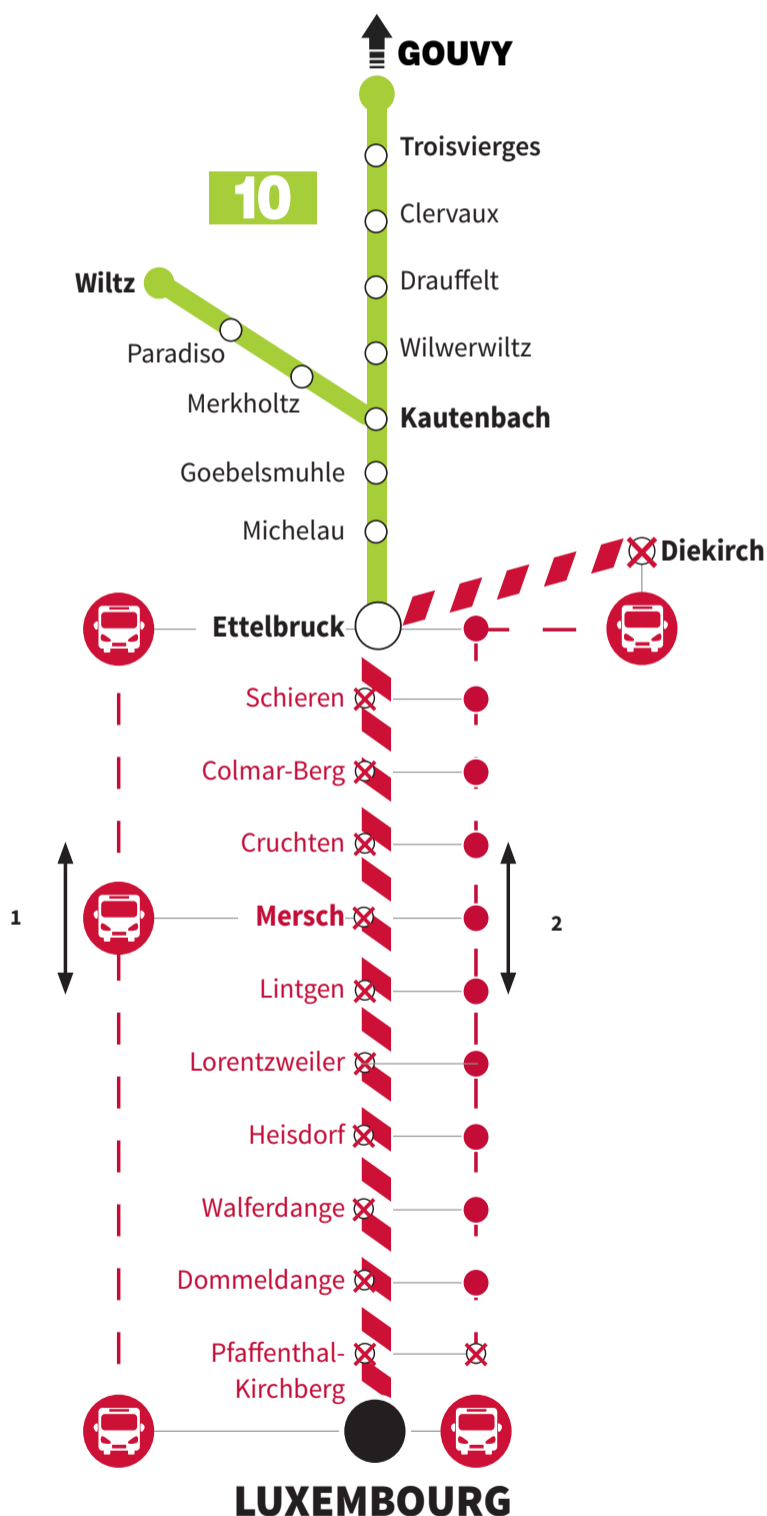 GOUVY
Troisvierges
10
Clervaux
Wiltz
Drauffelt
Paradiso
Wilwerwiltz
Merkholtz
Kautenbach
Goebelsmuhle
Michelau
Diekirch
Ettelbruck
Schieren
Colmar-Berg
Cruchten
1
Mersch
2
Lintgen
Lorentzweiler
Heisdorf
Walferdange
Dommeldange
Pfaffenthal-
Kirchberg
LUXEMBOURG